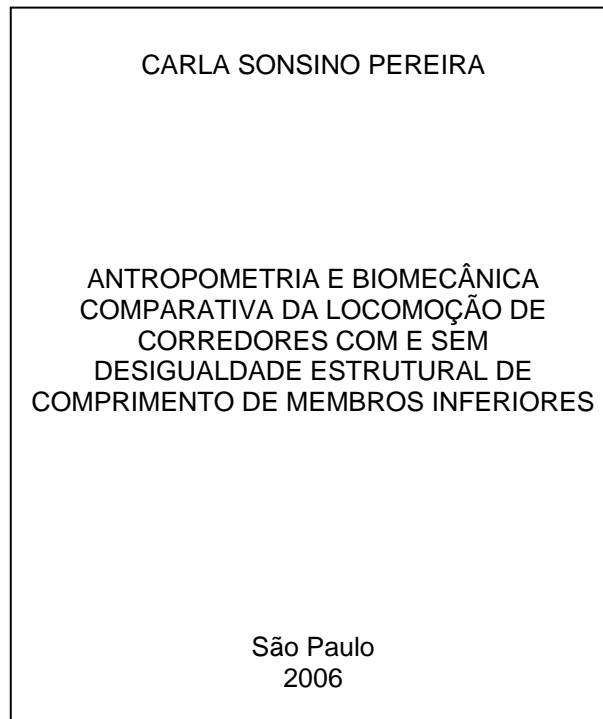 CARLA SONSINO PEREIRA
ANTROPOMETRIA E BIOMECÂNICA
COMPARATIVA DA LOCOMOÇÃO DE
CORREDORES COM E SEM
DESIGUALDADE ESTRUTURAL DE
COMPRIMENTO DE MEMBROS INFERIORES
São Paulo
2006